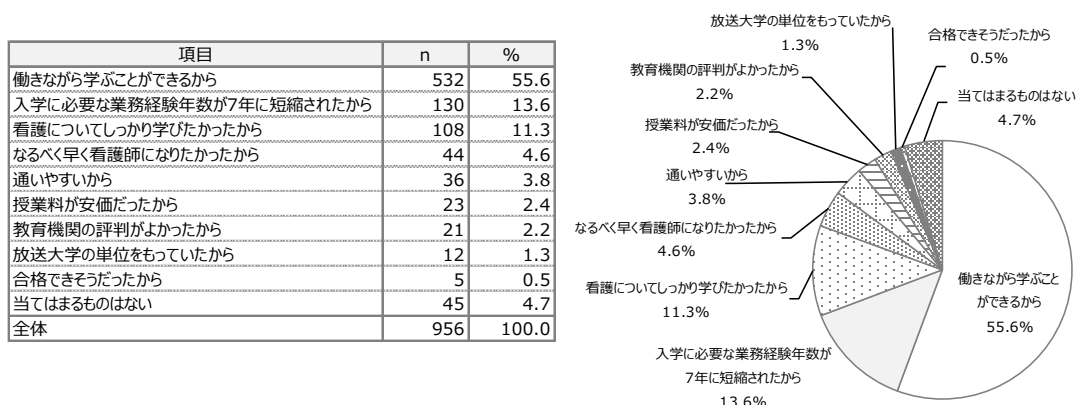 項目 n %
働きながら学ぶことができるから 532 55.6
入学に必要な業務経験年数が7年に短縮されたから 130 13.6
看護についてしっかり学びたかったから 108 11.3
なるべく早く看護師になりたかったから 44 4.6
通いやすいから 36 3.8
授業料が安価だったから 23 2.4
教育機関の評判がよかったから 21 2.2
放送大学の単位をもっていたから 12 1.3
合格できそうだったから 5 0.5
当てはまるものはない 45 4.7
全体 956 100.0
放送大学の単位をもっていたから
1.3%
合格できそうだったから
0.5%
教育機関の評判がよかったから
2.2%
当てはまるものはない
4.7%
授業料が安価だったから
2.4%
通いやすいから
3.8%
なるべく早く看護師になりたかったから
4.6%
看護についてしっかり学びたかったから
11.3%
働きながら学ぶこと
ができるから
55.6%
入学に必要な業務経験年数が
7年に短縮されたから
13.6%